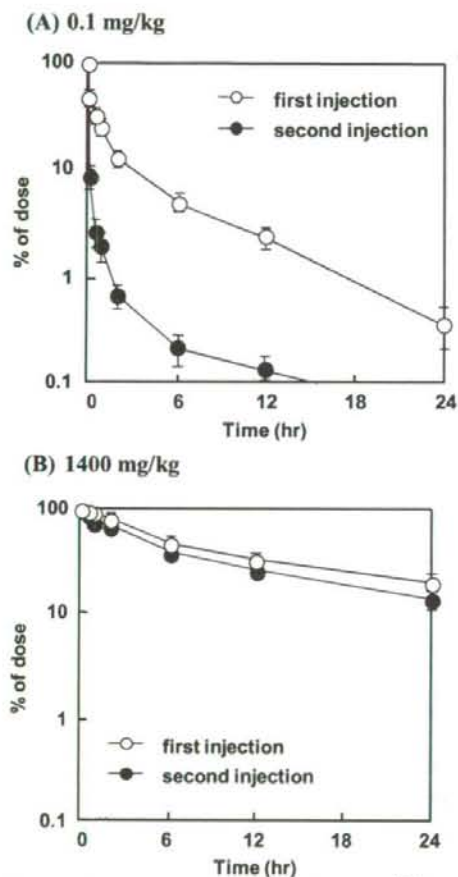 (A) 0.1 mg/kg
100
10
1
0.1
% of dose
first injection
second injection
0 6 12 18 24
Time (hr)
(B) 1400 mg/kg
100
10
1
0.1
% of dose
first injection
second injection
0 6 12 18 24
Time (hr)